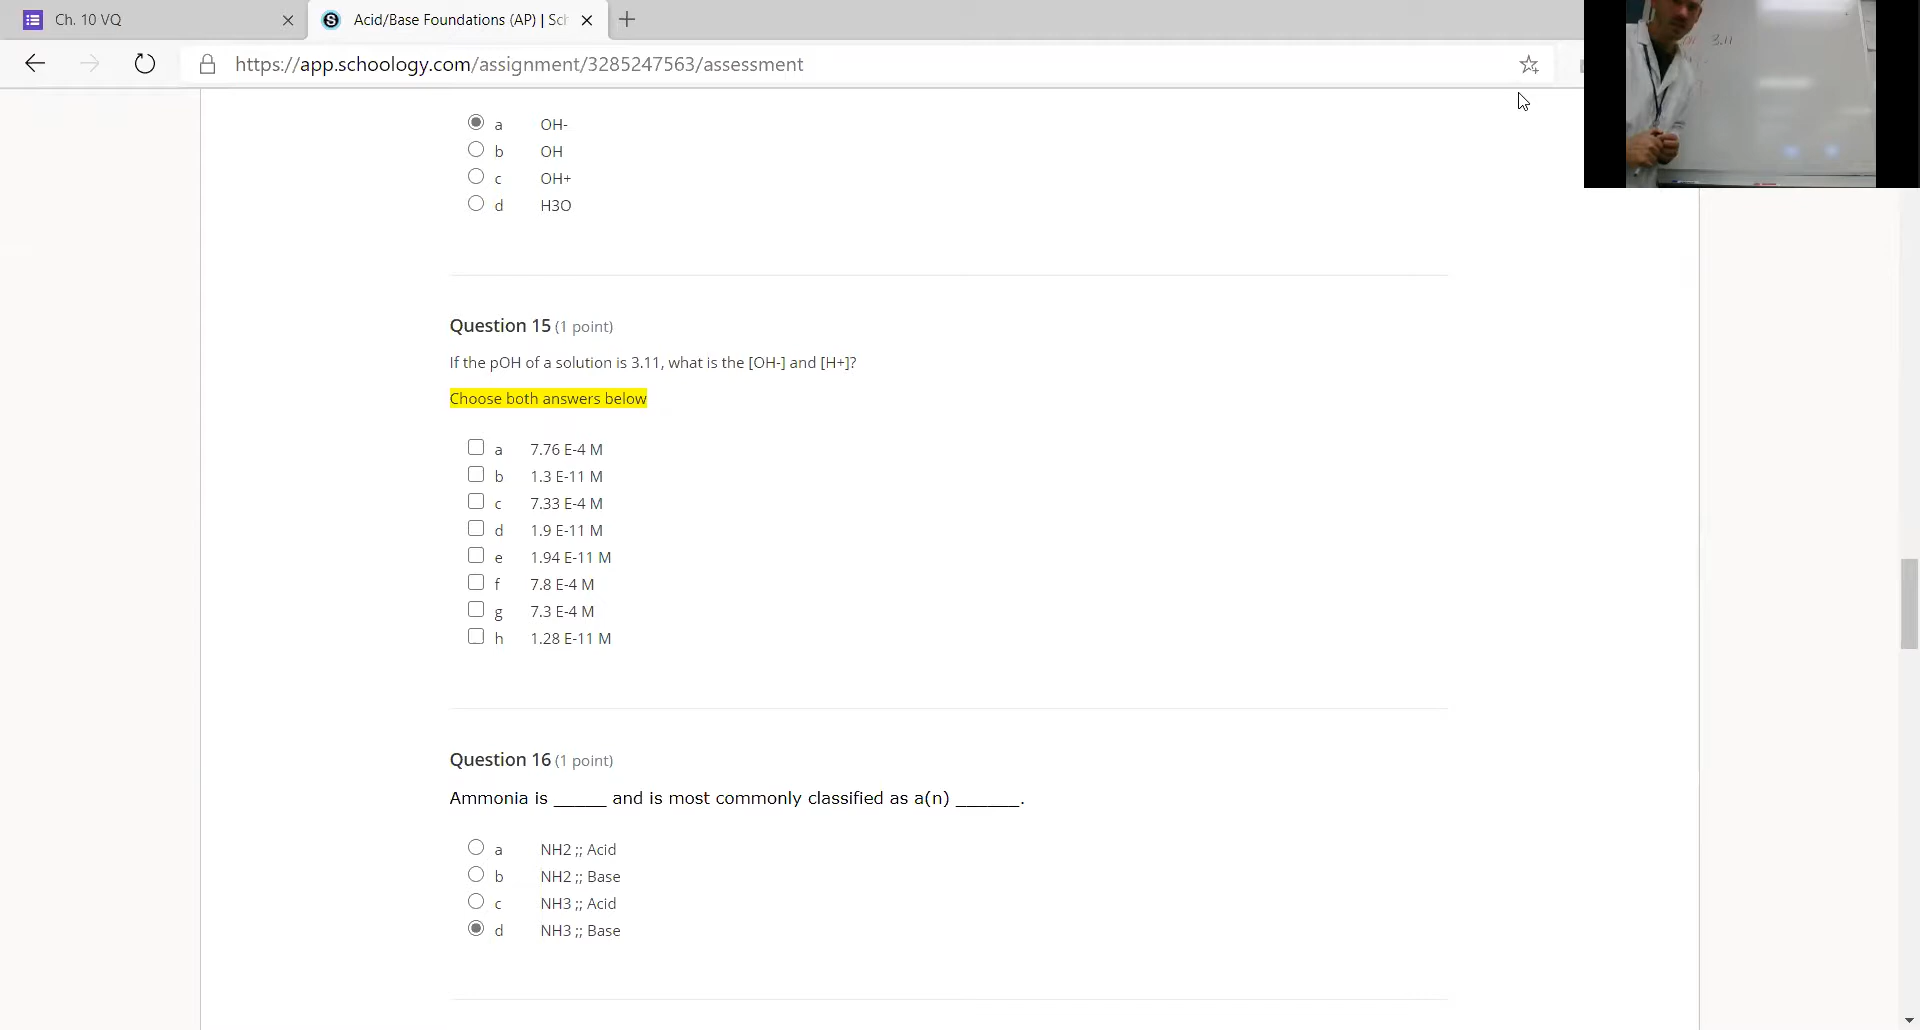 Ch. 10 VQ
Acid/Base Foundations (AP) | Sch
https://app.schoology.com/assignment/3285247563/assessment
3.11
a OH-
b OH
c OH+
d H3O
Question 15 (1 point)
If the pOH of a solution is 3.11, what is the [OH-] and [H+]?
Choose both answers below
a 7.76 E-4 M
b 1.3 E-11 M
c 7.33 E-4 M
d 1.9 E-11 M
e 1.94 E-11 M
f 7.8 E-4 M
g 7.3 E-4 M
h 1.28 E-11 M
Question 16 (1 point)
Ammonia is _____ and is most commonly classified as a(n) ______.
a NH2 ;; Acid
b NH2 ;; Base
c NH3 ;; Acid
d NH3 ;; Base